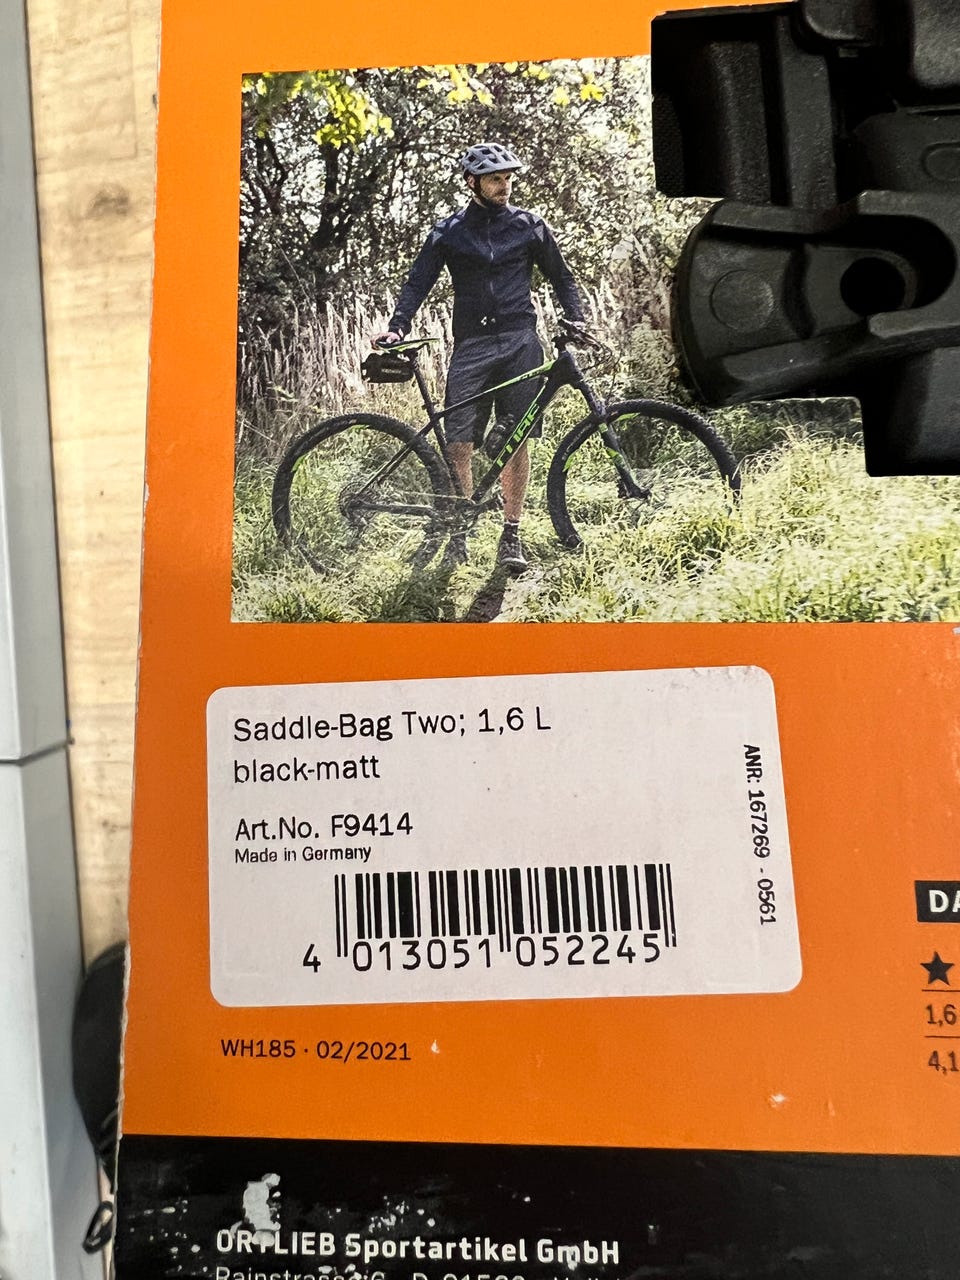 CUBE
Saddle-Bag Two; 1,6 L
black-matt
Art.No. F9414
Made in Germany
ANR: 167269 - 0561
4 013051 052245
WH185 · 02/2021
DA
★
1,6
4,1
ORTLIEB Sportartikel GmbH